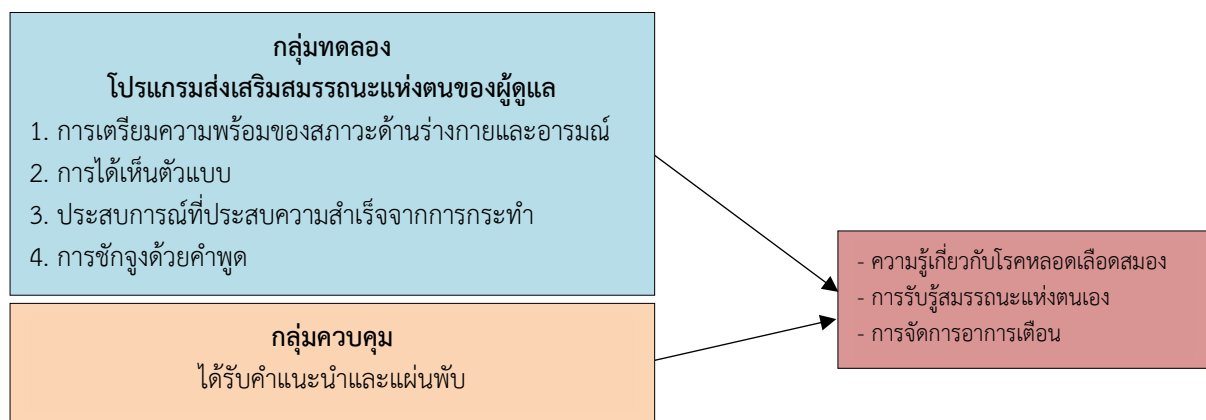 กลุ่มทดลอง
โปรแกรมส่งเสริมสมรรถนะแห่งตนของผู้ดูแล
1. การเตรียมความพร้อมของสภาวะด้านร่างกายและอารมณ์
2. การได้เห็นตัวแบบ
3. ประสบการณ์ที่ประสบความสำเร็จจากการกระทำ
4. การชักจูงด้วยคำพูด
กลุ่มควบคุม
ได้รับคำแนะนำและแผ่นพับ
- ความรู้เกี่ยวกับโรคหลอดเลือดสมอง
- การรับรู้สมรรถนะแห่งตนเอง
- การจัดการอาการเตือน